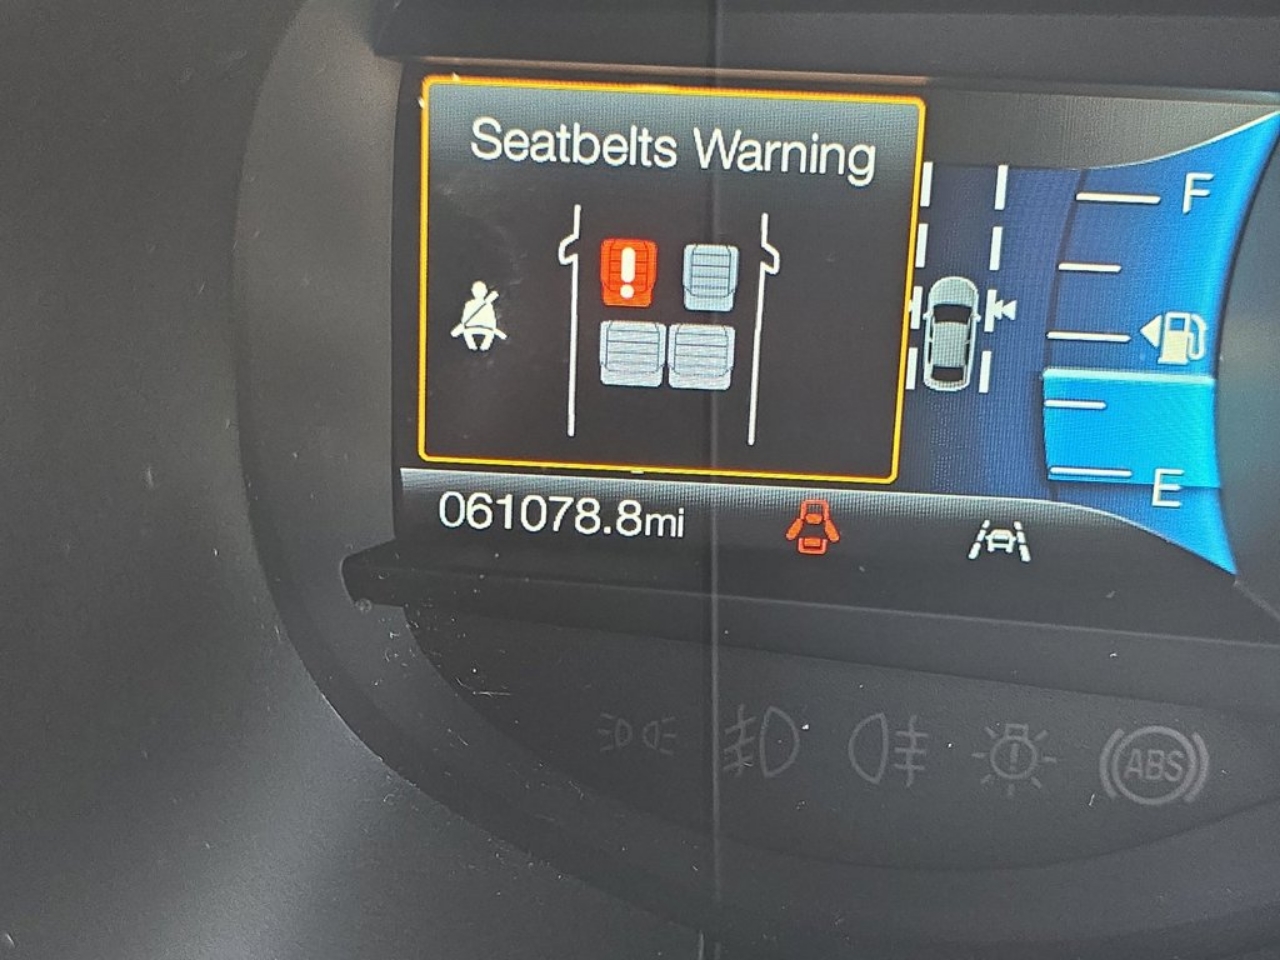 Seatbelts Warning
F
E
061078.8mi
ABS